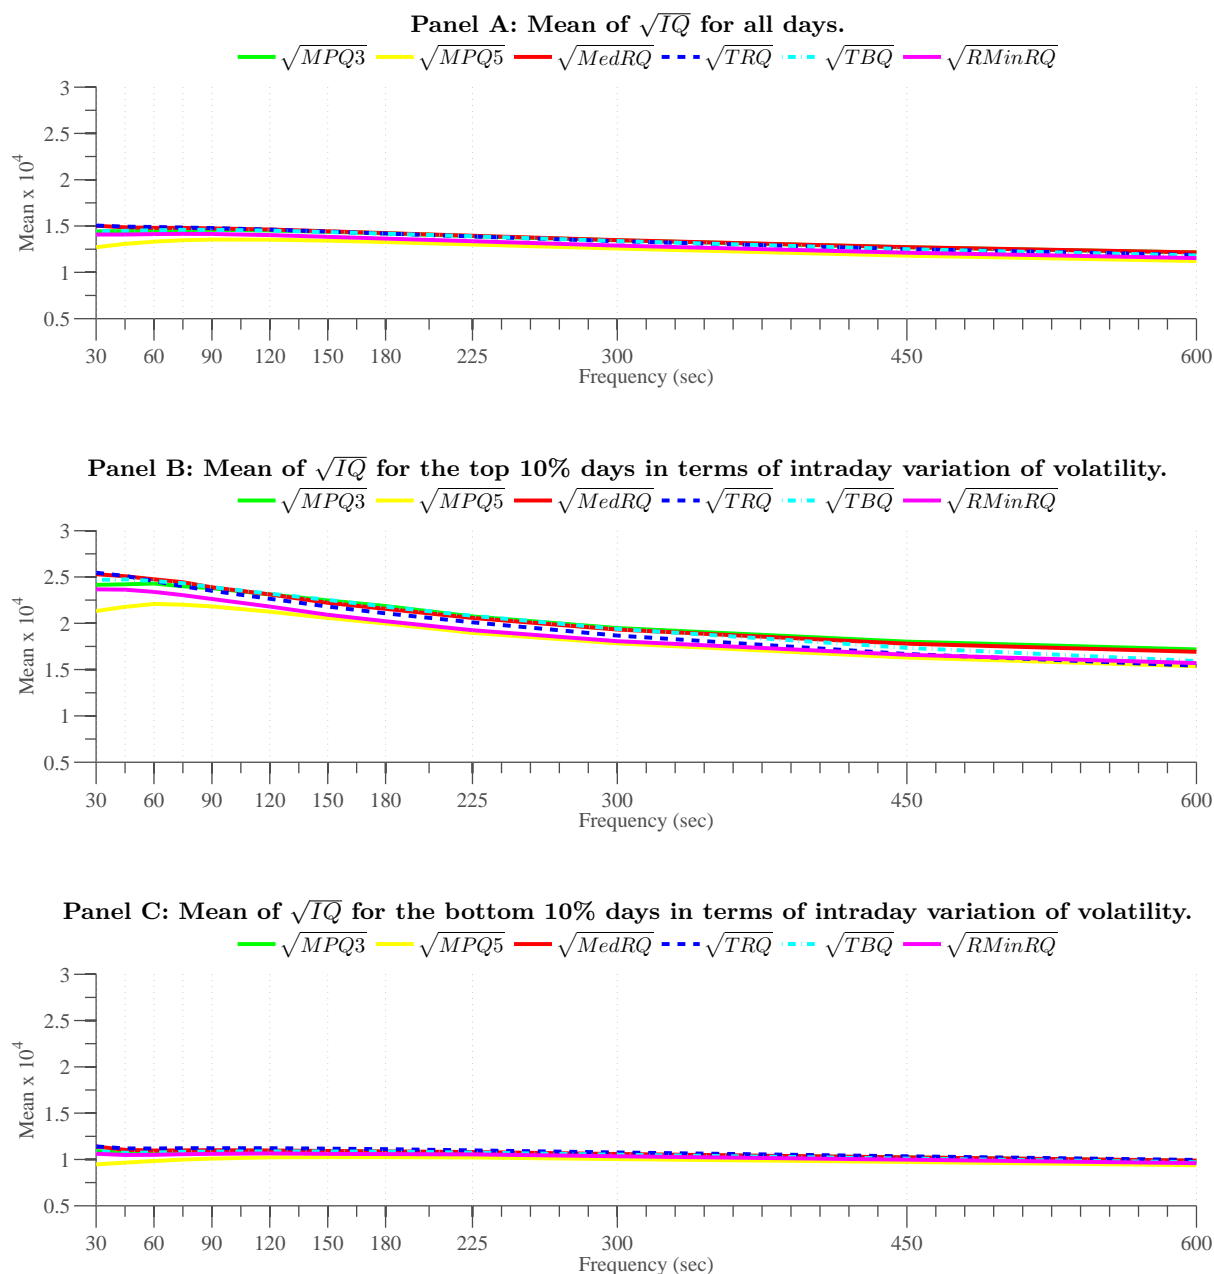 Panel A: Mean of √IQ for all days.
√MPQ3 √MPQ5 √MedRQ √TRQ √TBQ √RMinRQ
3
2.5
2
1.5
1
0.5
Mean x 10^4
30 60 90 120 150 180 225 300 450 600
Frequency (sec)
Panel B: Mean of √IQ for the top 10% days in terms of intraday variation of volatility.
√MPQ3 √MPQ5 √MedRQ √TRQ √TBQ √RMinRQ
3
2.5
2
1.5
1
0.5
Mean x 10^4
30 60 90 120 150 180 225 300 450 600
Frequency (sec)
Panel C: Mean of √IQ for the bottom 10% days in terms of intraday variation of volatility.
√MPQ3 √MPQ5 √MedRQ √TRQ √TBQ √RMinRQ
3
2.5
2
1.5
1
0.5
Mean x 10^4
30 60 90 120 150 180 225 300 450 600
Frequency (sec)